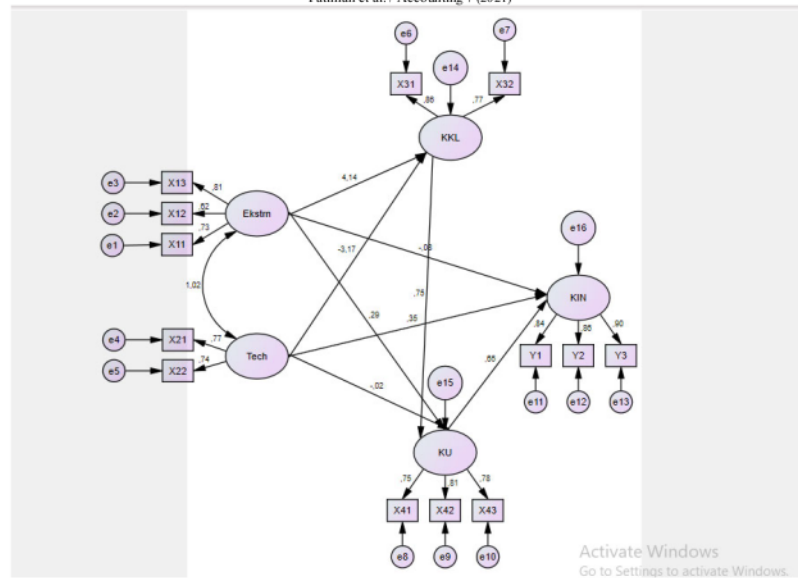 e6
e7
e14
X31
X32
,86
,77
KKL
4,14
e3
X13
,81
e2
X12
,62
Ekstrn
e1
X11
,73
e16
-3,17
-,08
1,02
,75
KIN
,29
,35
e4
X21
,77
,84
,86
,90
e5
X22
,74
Tech
,66
Y1
Y2
Y3
-,02
e15
e11
e12
e13
KU
,75
,81
,78
X41
X42
X43
e8
e9
e10
Activate Windows
Go to Settings to activate Windows.